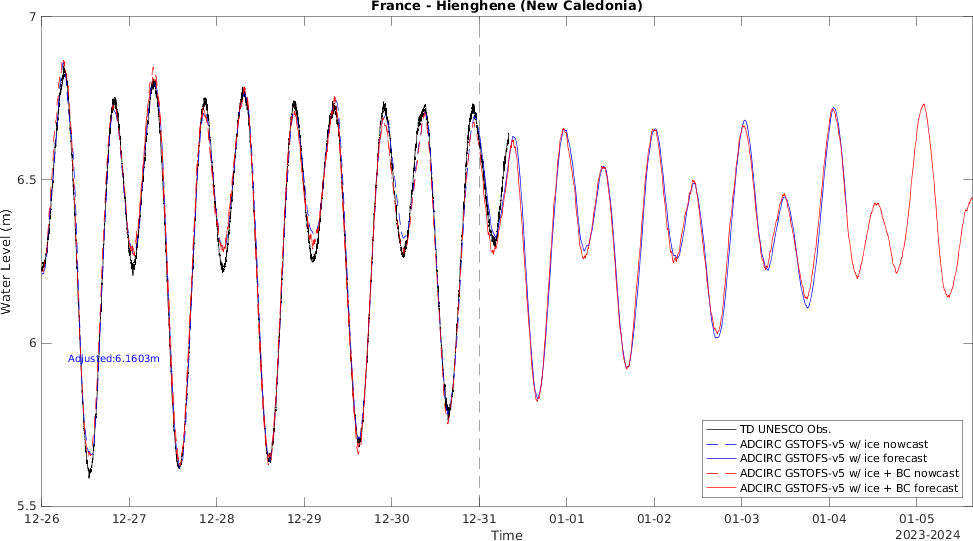 France - Hienghene (New Caledonia)
7
6.5
6
5.5
Water Level (m)
Adjusted:6.1603m
TD UNESCO Obs.
ADCIRC GSTOFS-v5 w/ ice nowcast
ADCIRC GSTOFS-v5 w/ ice forecast
ADCIRC GSTOFS-v5 w/ ice + BC nowcast
ADCIRC GSTOFS-v5 w/ ice + BC forecast
12-26 12-27 12-28 12-29 12-30 12-31 01-01 01-02 01-03 01-04 01-05
Time
2023-2024